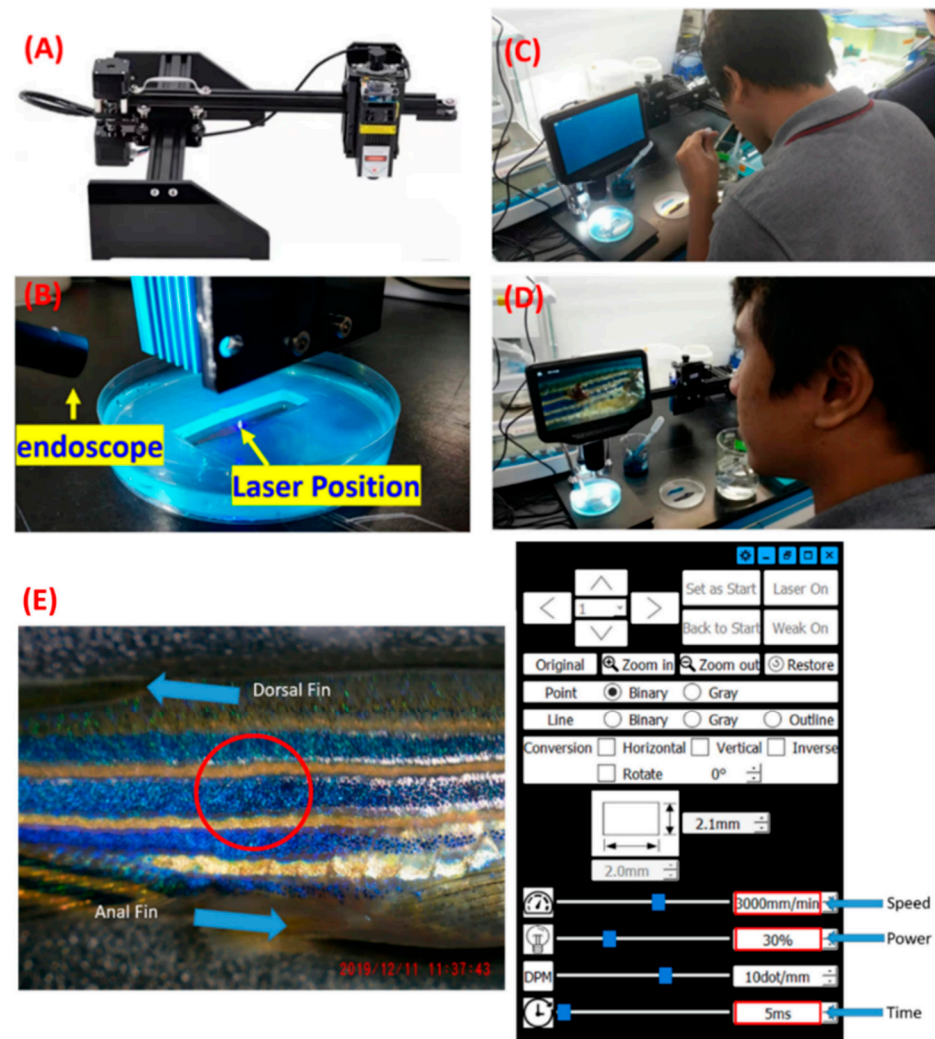 (A)
(C)
(B)
endoscope
Laser Position
(D)
(E)
Dorsal Fin
Anal Fin
2019/12/11 11:37:43
Set as Start
Laser On
1
Back to Start
Weak On
Original
Zoom in
Zoom out
Restore
Point
Binary
Gray
Line
Binary
Gray
Outline
Conversion
Horizontal
Vertical
Inverse
Rotate
0°
2.1mm
2.0mm
3000mm/min
Speed
30%
Power
DPM
10dot/mm
5ms
Time